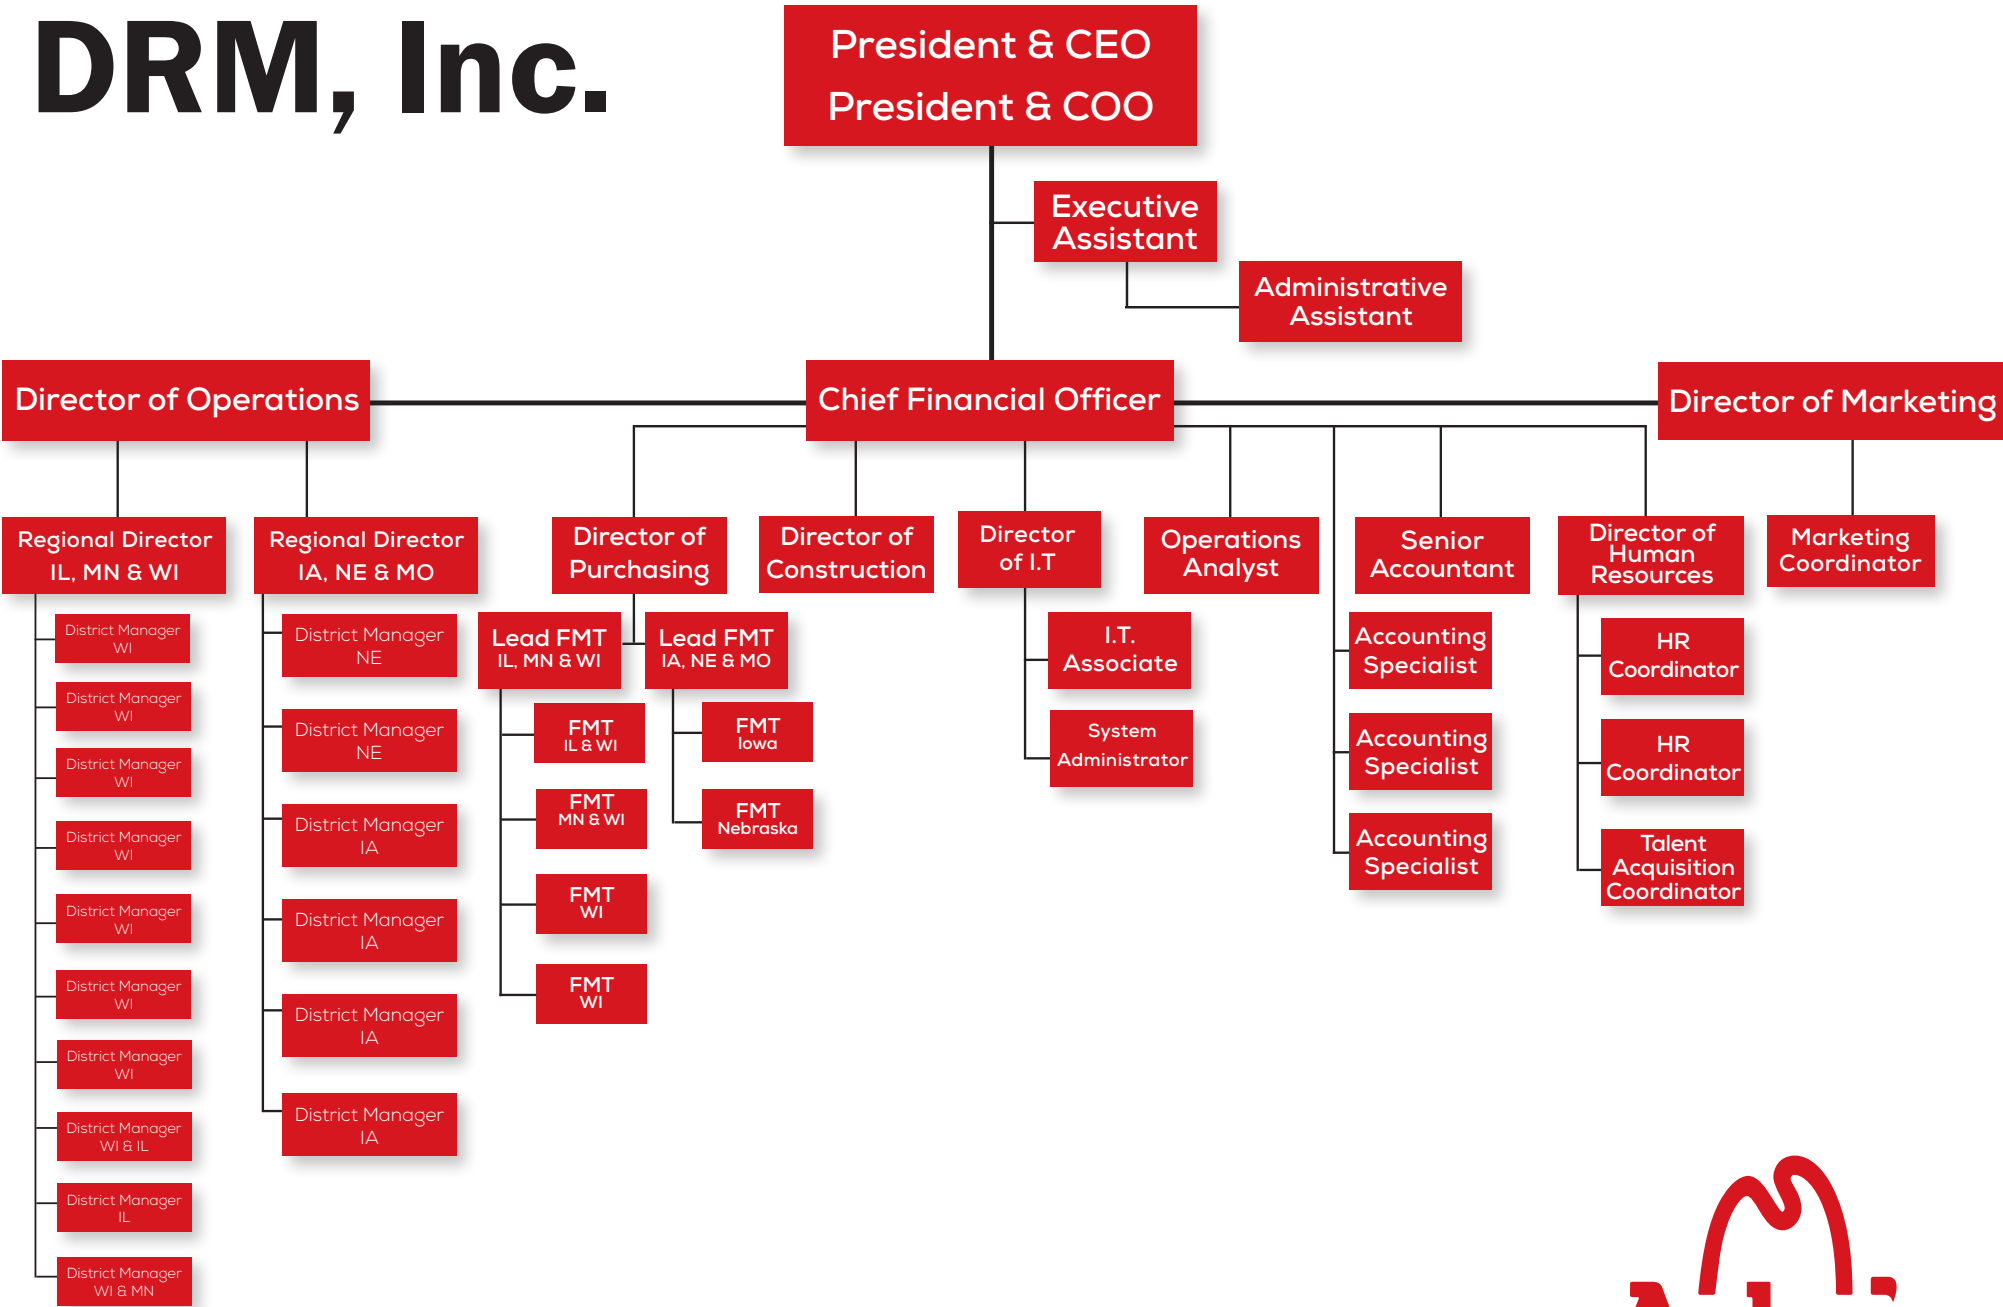 DRM, Inc.
President & CEO
President & COO
Executive
Assistant
Administrative
Assistant
Director of Operations
Chief Financial Officer
Director of Marketing
Regional Director
IL, MN & WI
Regional Director
IA, NE & MO
Director of
Purchasing
Director of
Construction
Director
of I.T
Operations
Analyst
Senior
Accountant
Director of
Human
Resources
Marketing
Coordinator
District Manager
WI
District Manager
WI
District Manager
WI
District Manager
WI
District Manager
WI
District Manager
WI
District Manager
WI
District Manager
WI & IL
District Manager
IL
District Manager
WI & MN
District Manager
NE
District Manager
NE
District Manager
IA
District Manager
IA
District Manager
IA
District Manager
IA
Lead FMT
IL, MN & WI
Lead FMT
IA, NE & MO
FMT
IL & WI
FMT
MN & WI
FMT
WI
FMT
WI
FMT
Iowa
FMT
Nebraska
I.T.
Associate
System
Administrator
Accounting
Specialist
Accounting
Specialist
Accounting
Specialist
HR
Coordinator
HR
Coordinator
Talent
Acquisition
Coordinator